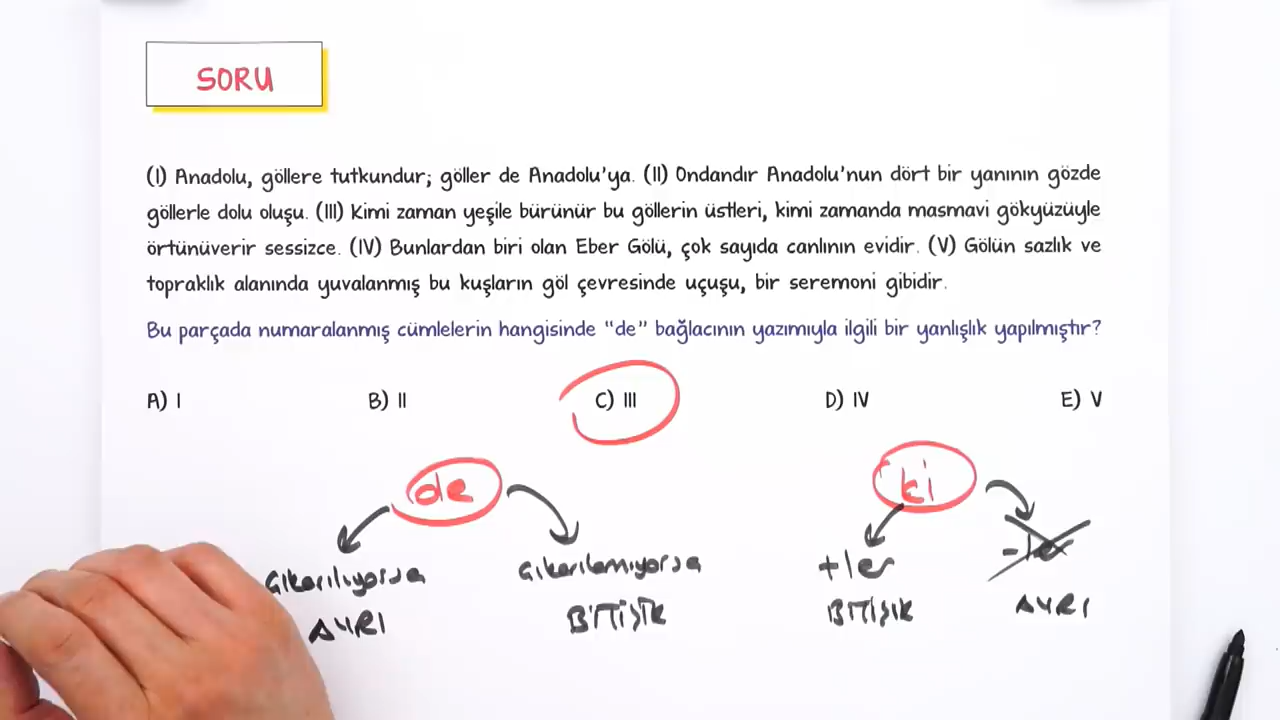 SORU
(I) Anadolu, göllere tutkundur; göller de Anadolu'ya. (II) Ondandır Anadolu'nun dört bir yanının gözde
göllerle dolu oluşu. (III) Kimi zaman yeşile bürünür bu göllerin üstleri, kimi zamanda masmavi gökyüzüyle
örtünüverir sessizce. (IV) Bunlardan biri olan Eber Gölü, çok sayıda canlının evidir. (V) Gölün sazlık ve
topraklık alanında yuvalanmış bu kuşların göl çevresinde uçuşu, bir seremoni gibidir.
Bu parçada numaralanmış cümlelerin hangisinde "de" bağlacının yazımıyla ilgili bir yanlışlık yapılmıştır?
A) I B) II C) III D) IV E) V
de ki
çıkarılıyorsa çıkarılamıyorsa +ler -ler
AYRI BİTİŞİK BİTİŞİK AYRI